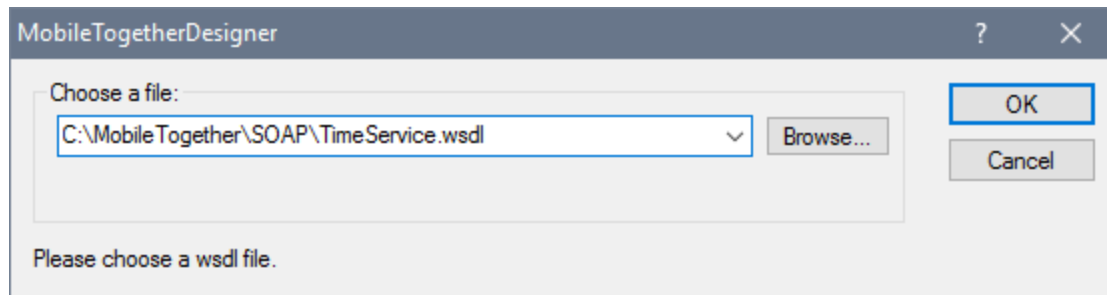 MobileTogetherDesigner ?
Choose a file:
C:\MobileTogether\SOAP\TimeService.wsdl
Browse...
OK
Cancel
Please choose a wsdl file.